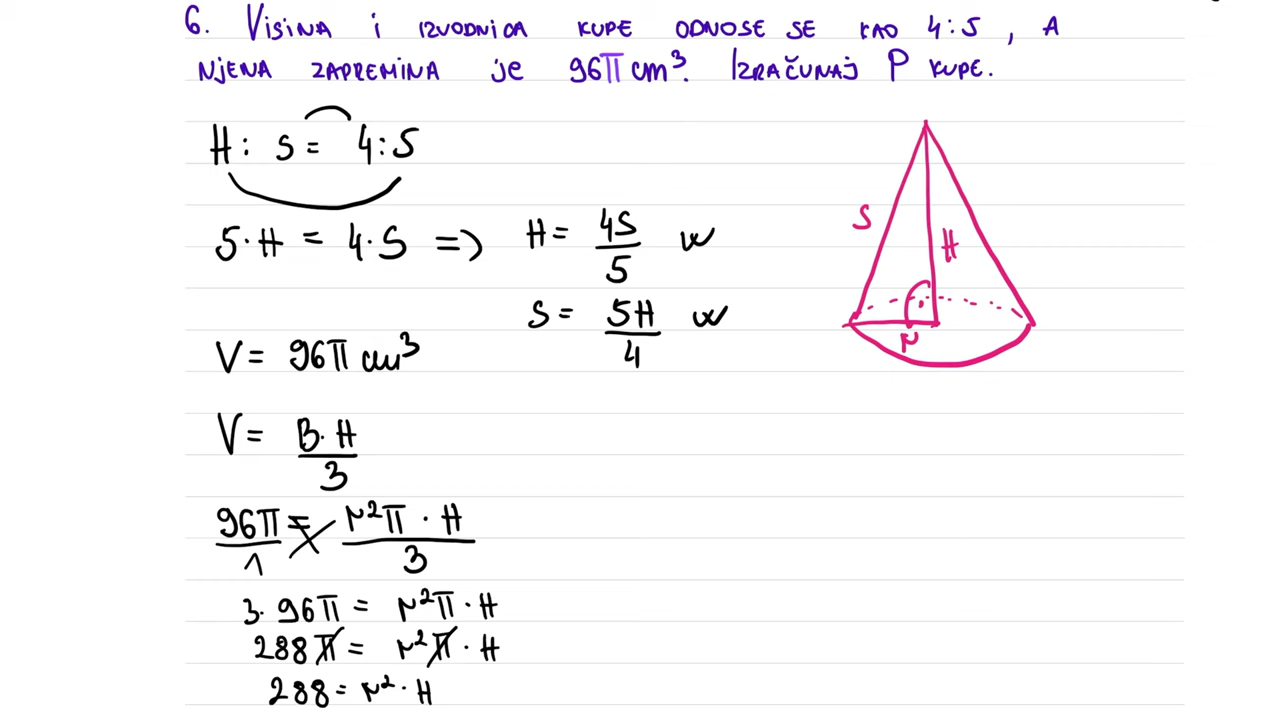 6. Visina i izvodnica kupe odnose se kao 4:5, a
njena zapremina je 96π cm³. Izračunaj P kupe.
H : s = 4 : 5
5·H = 4·s => H = 4s/5 w
s = 5H/4 w
V = 96π cm³
V = B·H/3
96π/1 = r²π·H/3
3·96π = r²π·H
288π = r²π·H
288 = r²·H
s
H
r